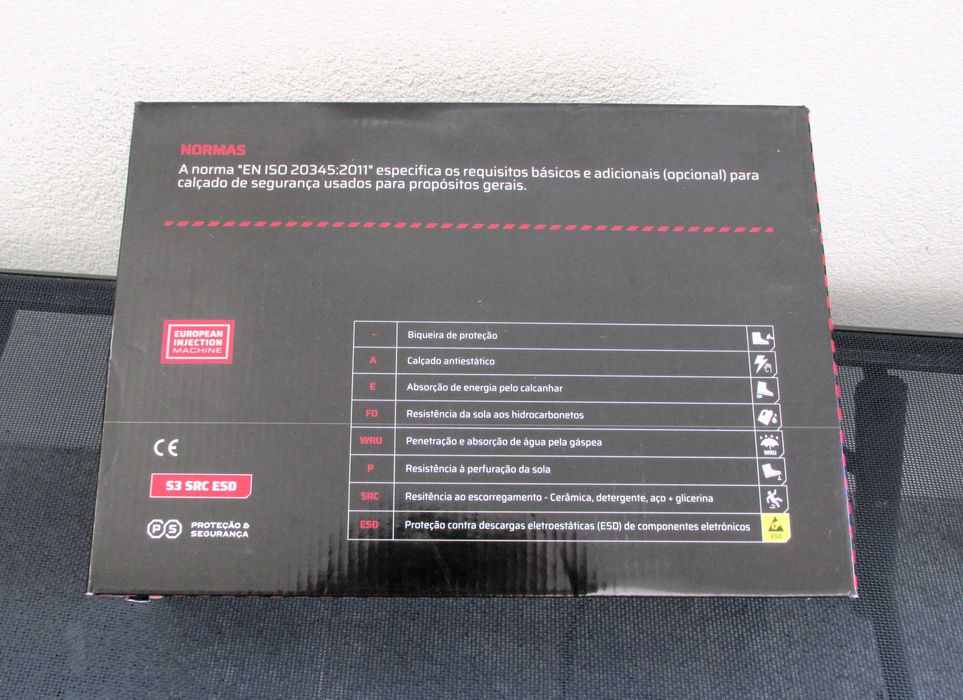 NORMAS
A norma "EN ISO 20345:2011" especifica os requisitos básicos e adicionais (opcional) para
calçado de segurança usados para propósitos gerais.
EUROPEAN
INJECTION
MACHINE
CE
S3 SRC ESD
PS PROTEÇÃO &
SEGURANÇA
- Biqueira de proteção
A Calçado antiestático
E Absorção de energia pelo calcanhar
FO Resistência da sola aos hidrocarbonetos
WRU Penetração e absorção de água pela gáspea
WRU
P Resistência à perfuração da sola
SRC Resitência ao escorregamento - Cerâmica, detergente, aço + glicerina
ESD Proteção contra descargas eletroestáticas (ESD) de componentes eletrónicos
ESD